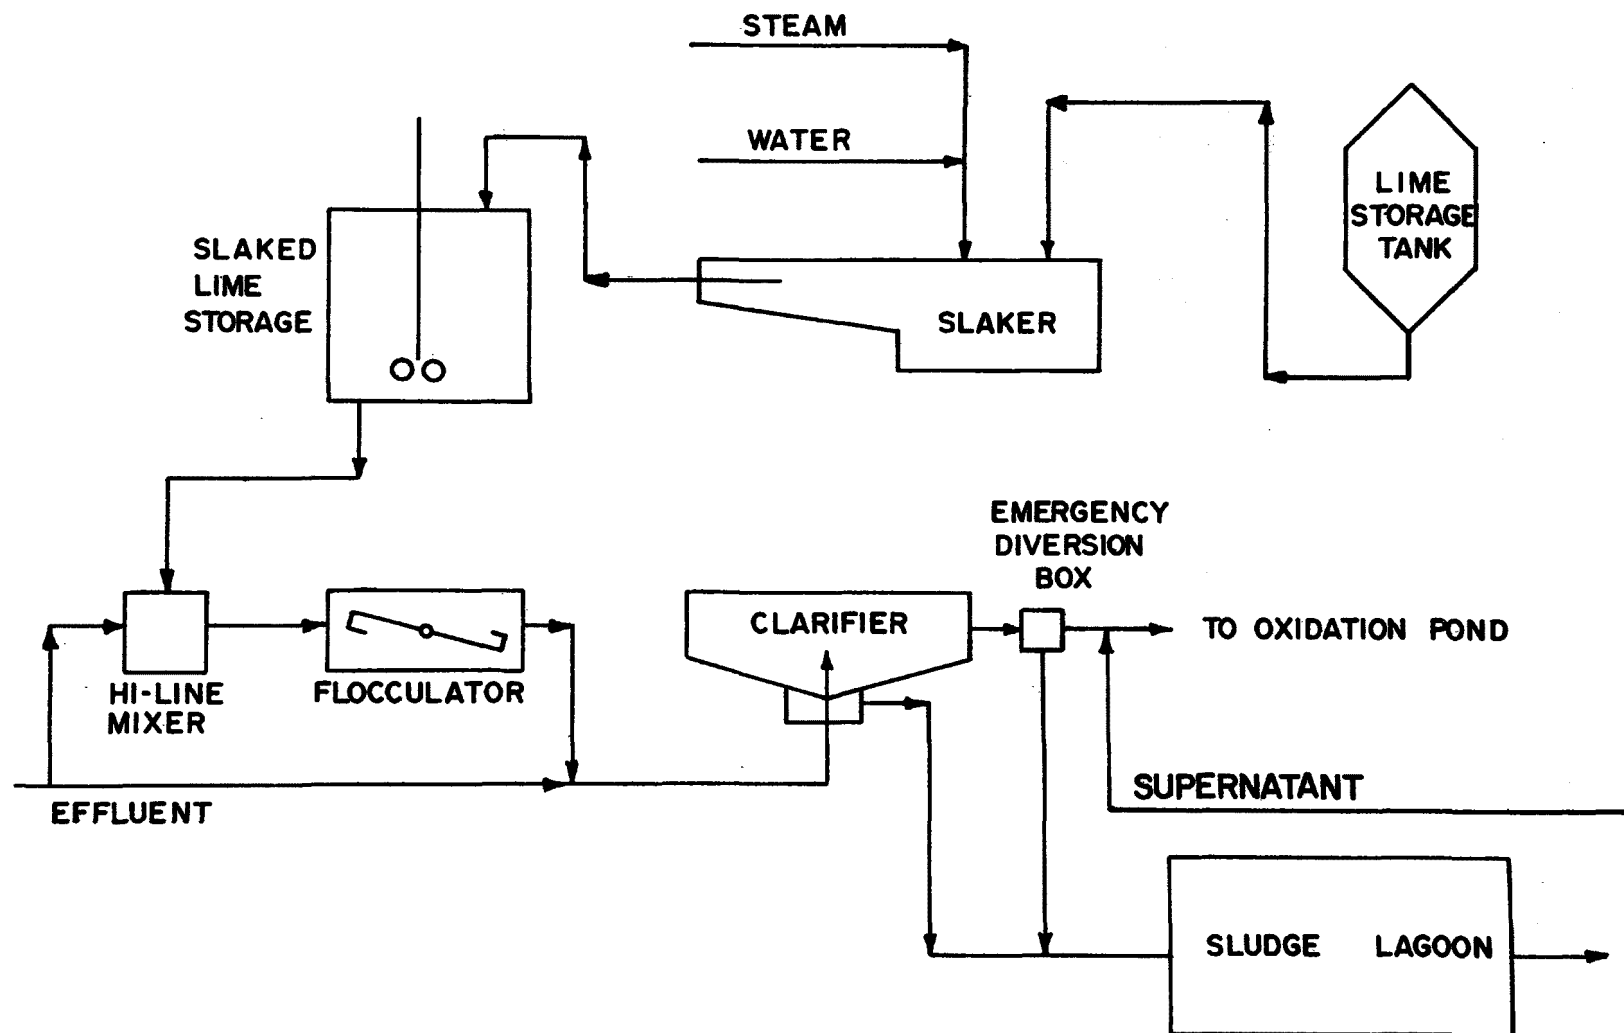 STEAM
WATER
LIME
STORAGE
TANK
SLAKED
LIME
STORAGE
SLAKER
EMERGENCY
DIVERSION
BOX
CLARIFIER
TO OXIDATION POND
HI-LINE
MIXER
FLOCCULATOR
EFFLUENT
SUPERNATANT
SLUDGE LAGOON